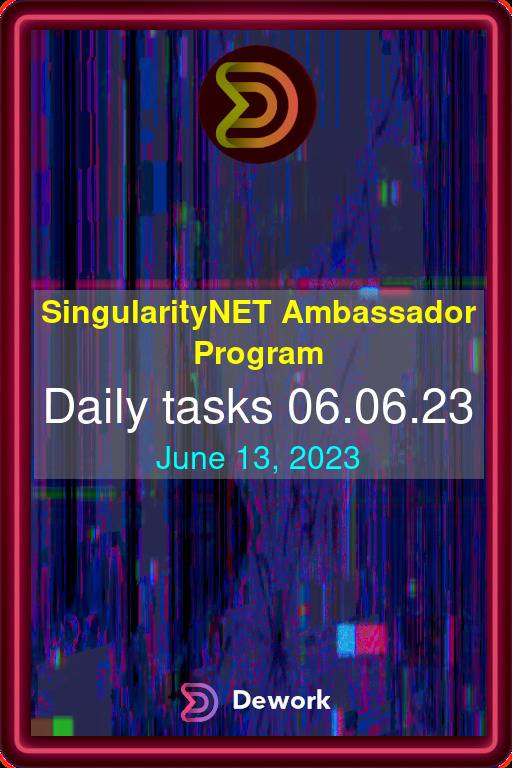 SingularityNET Ambassador
Program
Daily tasks 06.06.23
June 13, 2023
Dework